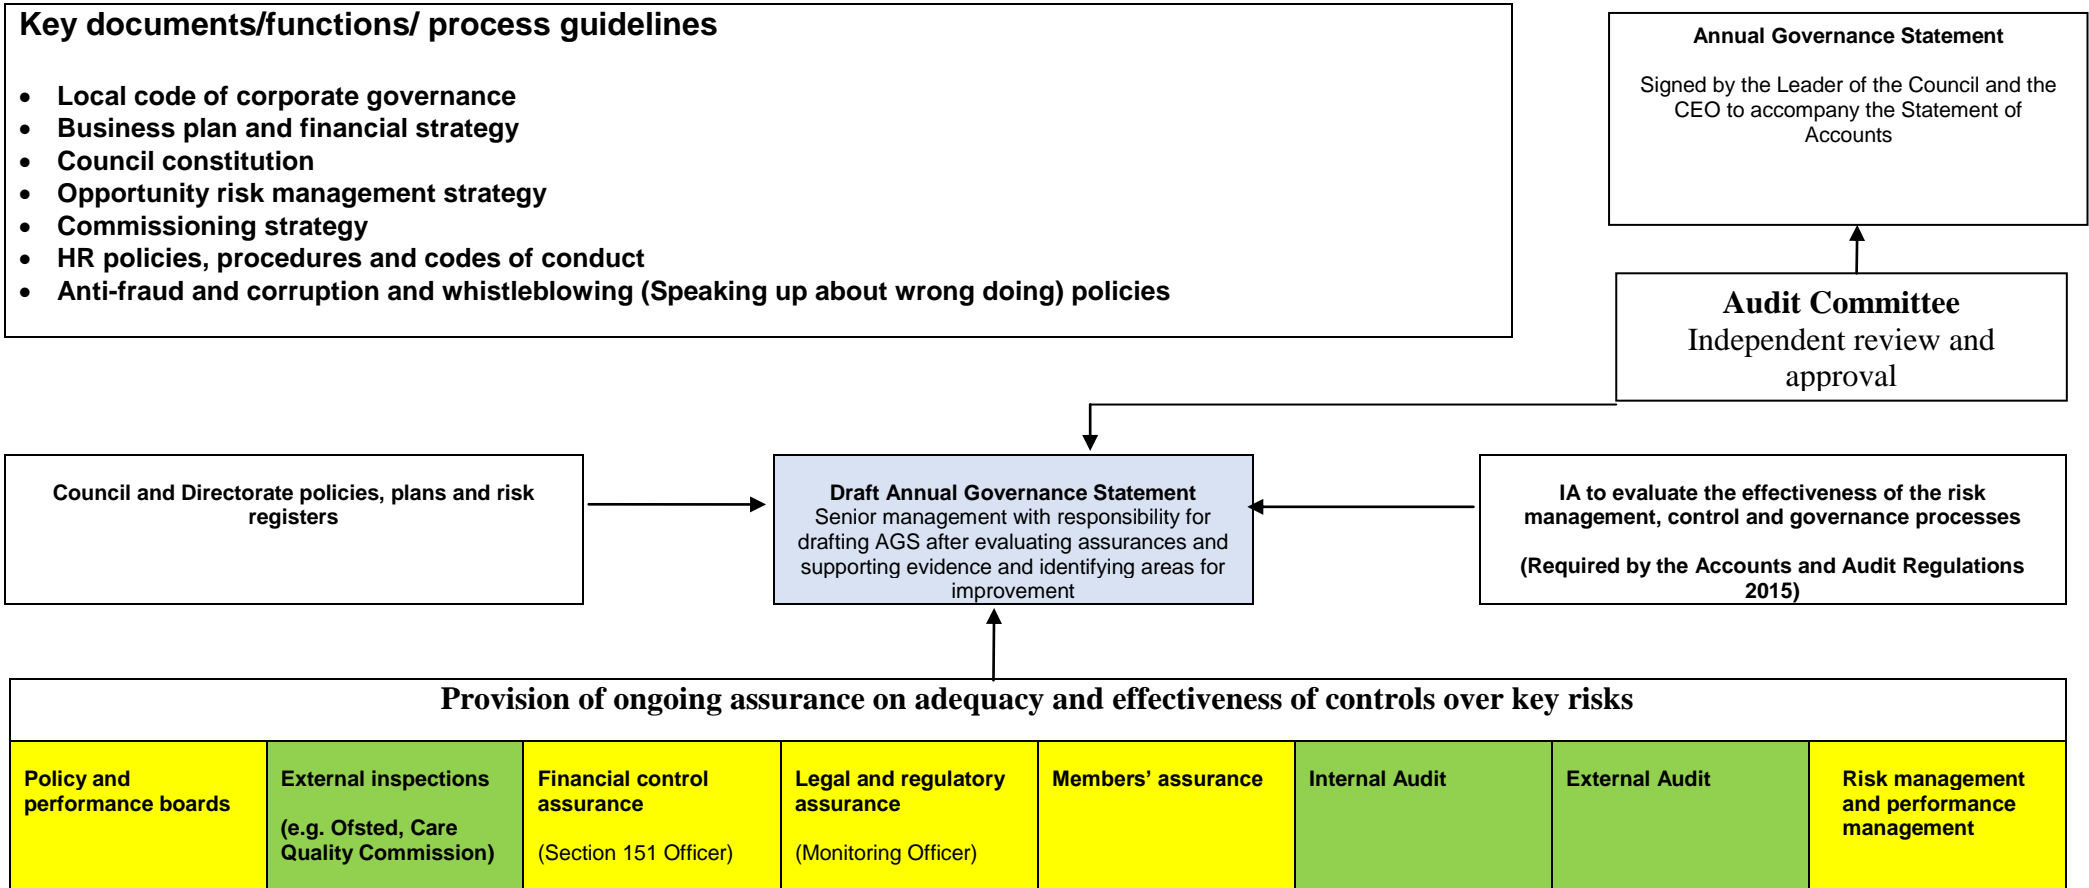 Key documents/functions/ process guidelines
• Local code of corporate governance
• Business plan and financial strategy
• Council constitution
• Opportunity risk management strategy
• Commissioning strategy
• HR policies, procedures and codes of conduct
• Anti-fraud and corruption and whistleblowing (Speaking up about wrong doing) policies
Annual Governance Statement
Signed by the Leader of the Council and the
CEO to accompany the Statement of
Accounts
Audit Committee
Independent review and
approval
Council and Directorate policies, plans and risk
registers
Draft Annual Governance Statement
Senior management with responsibility for
drafting AGS after evaluating assurances and
supporting evidence and identifying areas for
improvement
IA to evaluate the effectiveness of the risk
management, control and governance processes
(Required by the Accounts and Audit Regulations
2015)
Provision of ongoing assurance on adequacy and effectiveness of controls over key risks
Policy and
performance boards
External inspections
(e.g. Ofsted, Care
Quality Commission)
Financial control
assurance
(Section 151 Officer)
Legal and regulatory
assurance
(Monitoring Officer)
Members’ assurance
Internal Audit
External Audit
Risk management
and performance
management